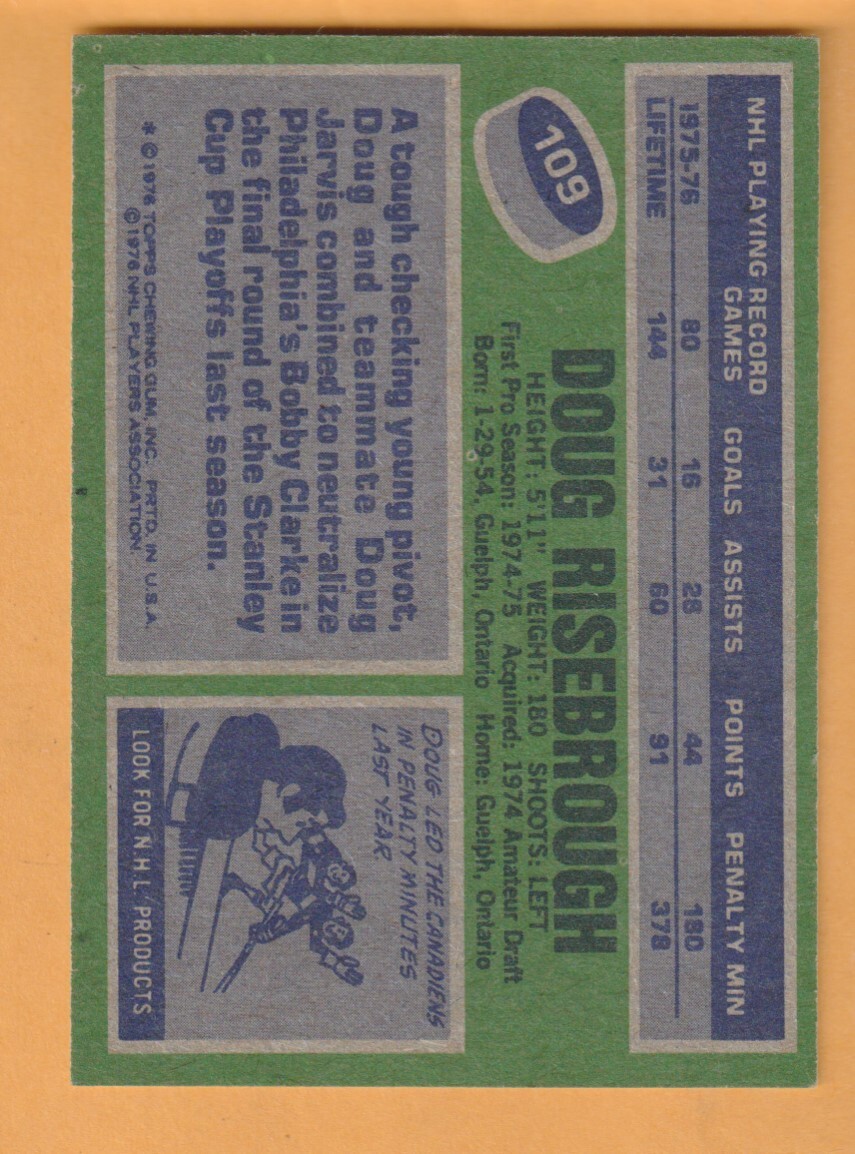 NHL PLAYING RECORD
GAMES GOALS ASSISTS POINTS PENALTY MIN
1975-76 80 16 28 44 180
LIFETIME 144 31 60 91 378
109
DOUG RISEBROUGH
HEIGHT: 5'11" WEIGHT: 180 SHOOTS: LEFT
First Pro Season: 1974-75 Acquired: 1974 Amateur Draft
Born: 1-29-54, Guelph, Ontario Home: Guelph, Ontario
A tough checking young pivot,
Doug and teammate Doug
Jarvis combined to neutralize
Philadelphia's Bobby Clarke in
the final round of the Stanley
Cup Playoffs last season.
* © 1976 TOPPS CHEWING GUM, INC. PRTD. IN U.S.A.
© 1976 NHL PLAYERS ASSOCIATION.
DOUG LED THE CANADIENS
IN PENALTY MINUTES
LAST YEAR
LOOK FOR N.H.L. PRODUCTS